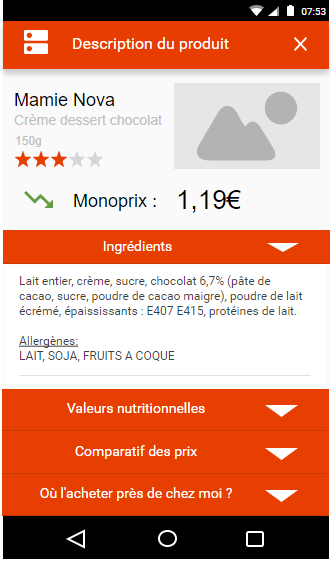 07:53
Description du produit
Mamie Nova
Crème dessert chocolat
150g
Monoprix : 1,19€
Ingrédients
Lait entier, crème, sucre, chocolat 6,7% (pâte de
cacao, sucre, poudre de cacao maigre), poudre de lait
écrémé, épaississants : E407 E415, protéines de lait.
Allergènes:
LAIT, SOJA, FRUITS A COQUE
Valeurs nutritionnelles
Comparatif des prix
Où l'acheter près de chez moi ?